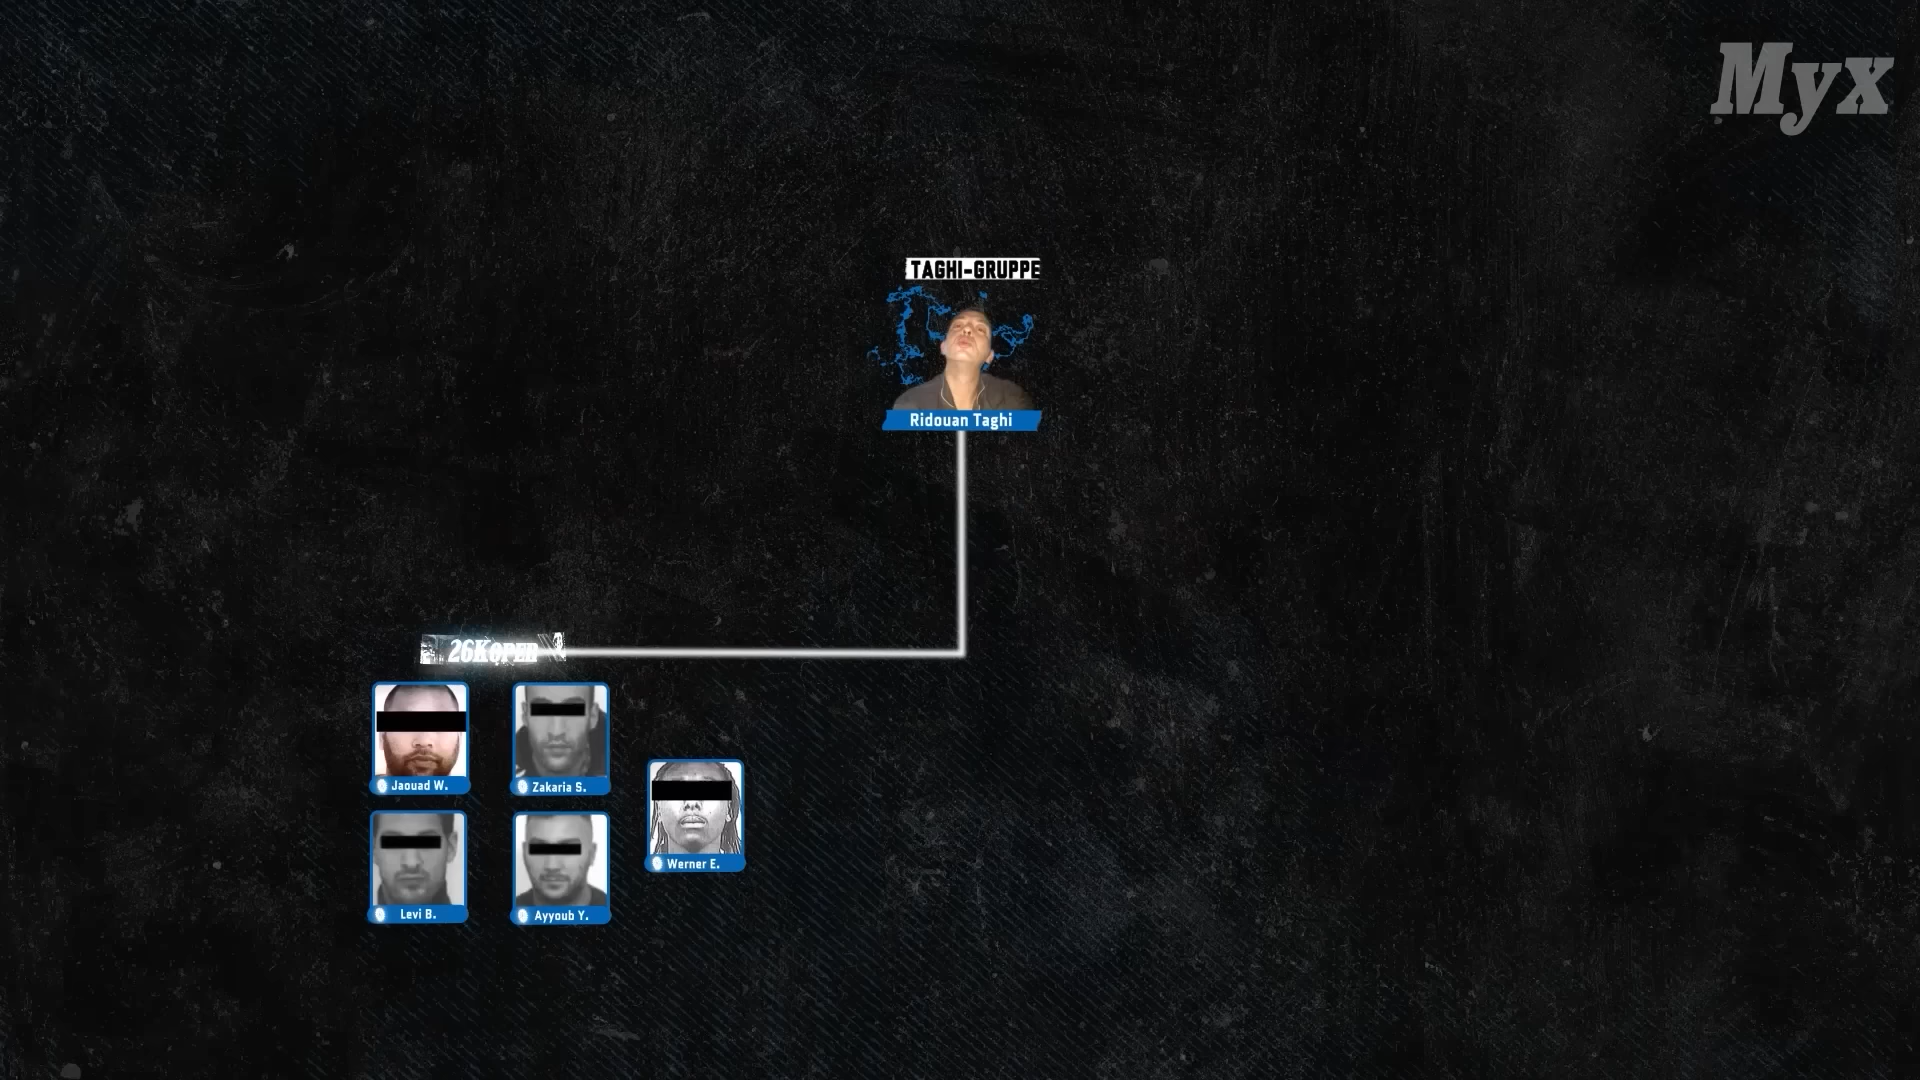 Myx
TAGHI-GRUPPE
Ridouan Taghi
26Koper
Jaouad W.
Zakaria S.
Werner E.
Levi B.
Ayyoub Y.